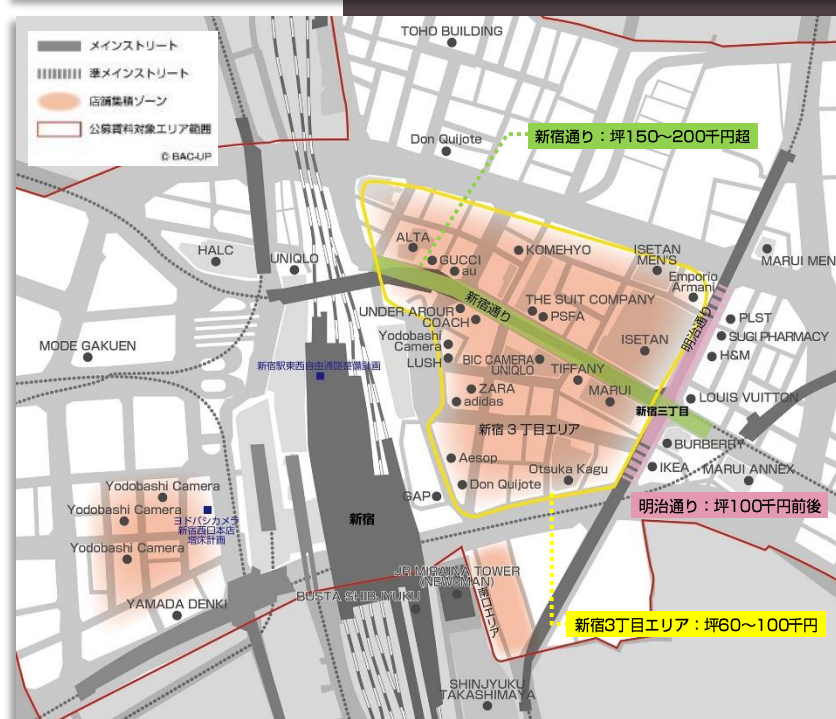 メインストリート
準メインストリート
店舗集積ゾーン
公募賃料対象エリア範囲
© BAC-UP
TOHO BUILDING
Don Quijote
新宿通り：坪150～200千円超
HALC
UNIQLO
ALTA
GUCCI
au
KOMEHYO
ISETAN
MEN'S
MARUI MEN
Emporio
Armani
新宿通り
明治通り
THE SUIT COMPANY
PSFA
UNDER AROUR
COACH
Yodobashi
Camera
LUSH
BIC CAMERA
UNIQLO
ISETAN
TIFFANY
PLST
SUGI PHARMACY
H&M
MODE GAKUEN
新宿駅東西自由通路整備計画
ZARA
adidas
MARUI
新宿三丁目
LOUIS VUITTON
新宿３丁目エリア
BURBERRY
Aesop
Otsuka Kagu
IKEA
MARUI ANNEX
Don Quijote
GAP
Yodobashi Camera
Yodobashi Camera
Yodobashi Camera
ヨドバシカメラ
新宿西口本店
増床計画
新宿
明治通り：坪100千円前後
YAMADA DENKI
BUSTA SHIBJYUKU
JR MIRAINA TOWER
(NEWoMAN)
南口エリア
新宿3丁目エリア：坪60～100千円
SHINJYUKU
TAKASHIMAYA